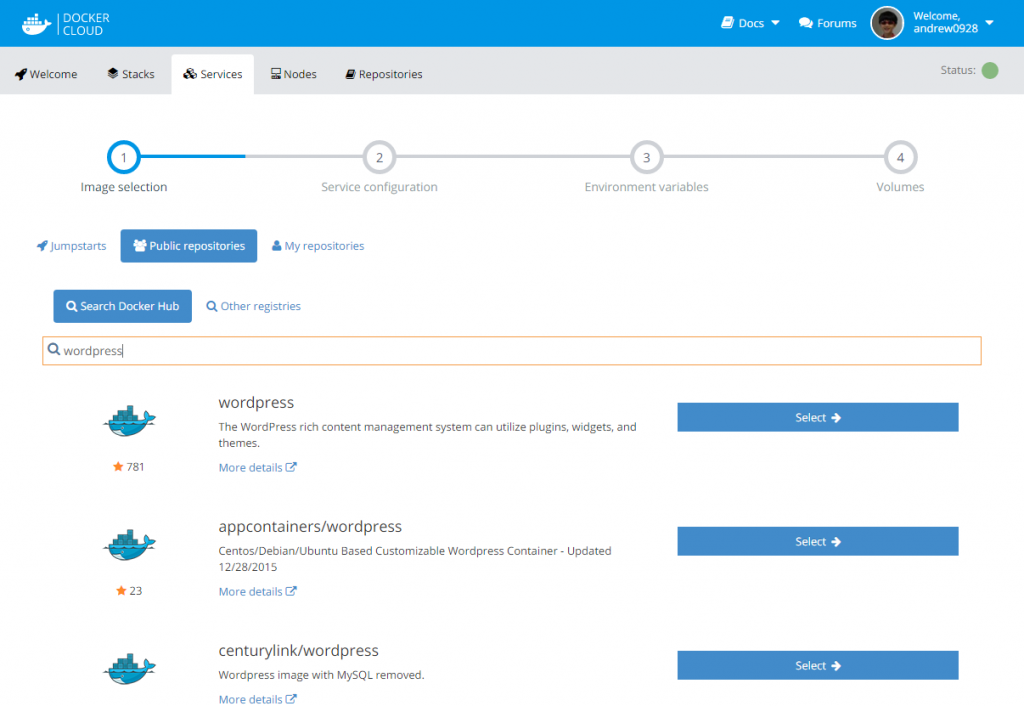 DOCKER
CLOUD
Docs
Forums
Welcome,
andrew0928
Welcome
Stacks
Services
Nodes
Repositories
Status:
1
2
3
4
Image selection
Service configuration
Environment variables
Volumes
Jumpstarts
Public repositories
My repositories
Search Docker Hub
Other registries
wordpress
wordpress
The WordPress rich content management system can utilize plugins, widgets, and
themes.
More details
781
Select
appcontainers/wordpress
Centos/Debian/Ubuntu Based Customizable Wordpress Container - Updated
12/28/2015
More details
23
Select
centurylink/wordpress
Wordpress image with MySQL removed.
More details
Select